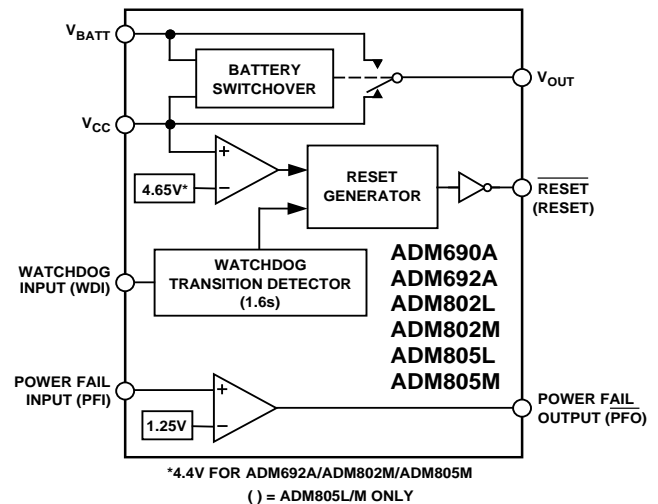 VBATT
BATTERY
SWITCHOVER
VOUT
VCC
+
−
4.65V*
RESET
GENERATOR
RESET
(RESET)
WATCHDOG
INPUT (WDI)
WATCHDOG
TRANSITION DETECTOR
(1.6s)
ADM690A
ADM692A
ADM802L
ADM802M
ADM805L
ADM805M
POWER FAIL
INPUT (PFI)
+
−
1.25V
POWER FAIL
OUTPUT (PFO)
*4.4V FOR ADM692A/ADM802M/ADM805M
( ) = ADM805L/M ONLY